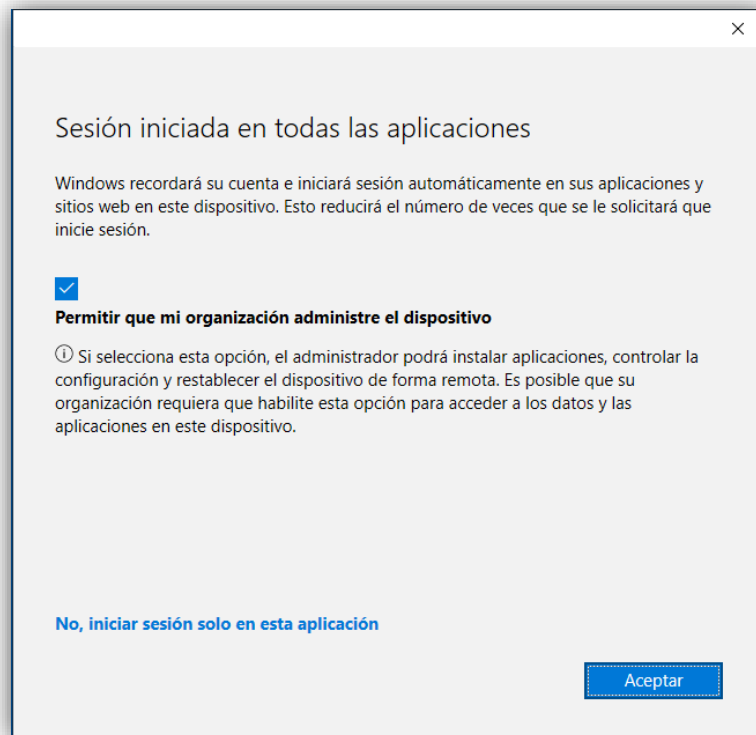 Sesión iniciada en todas las aplicaciones
Windows recordará su cuenta e iniciará sesión automáticamente en sus aplicaciones y
sitios web en este dispositivo. Esto reducirá el número de veces que se le solicitará que
inicie sesión.
Permitir que mi organización administre el dispositivo
Si selecciona esta opción, el administrador podrá instalar aplicaciones, controlar la
configuración y restablecer el dispositivo de forma remota. Es posible que su
organización requiera que habilite esta opción para acceder a los datos y las
aplicaciones en este dispositivo.
No, iniciar sesión solo en esta aplicación
Aceptar